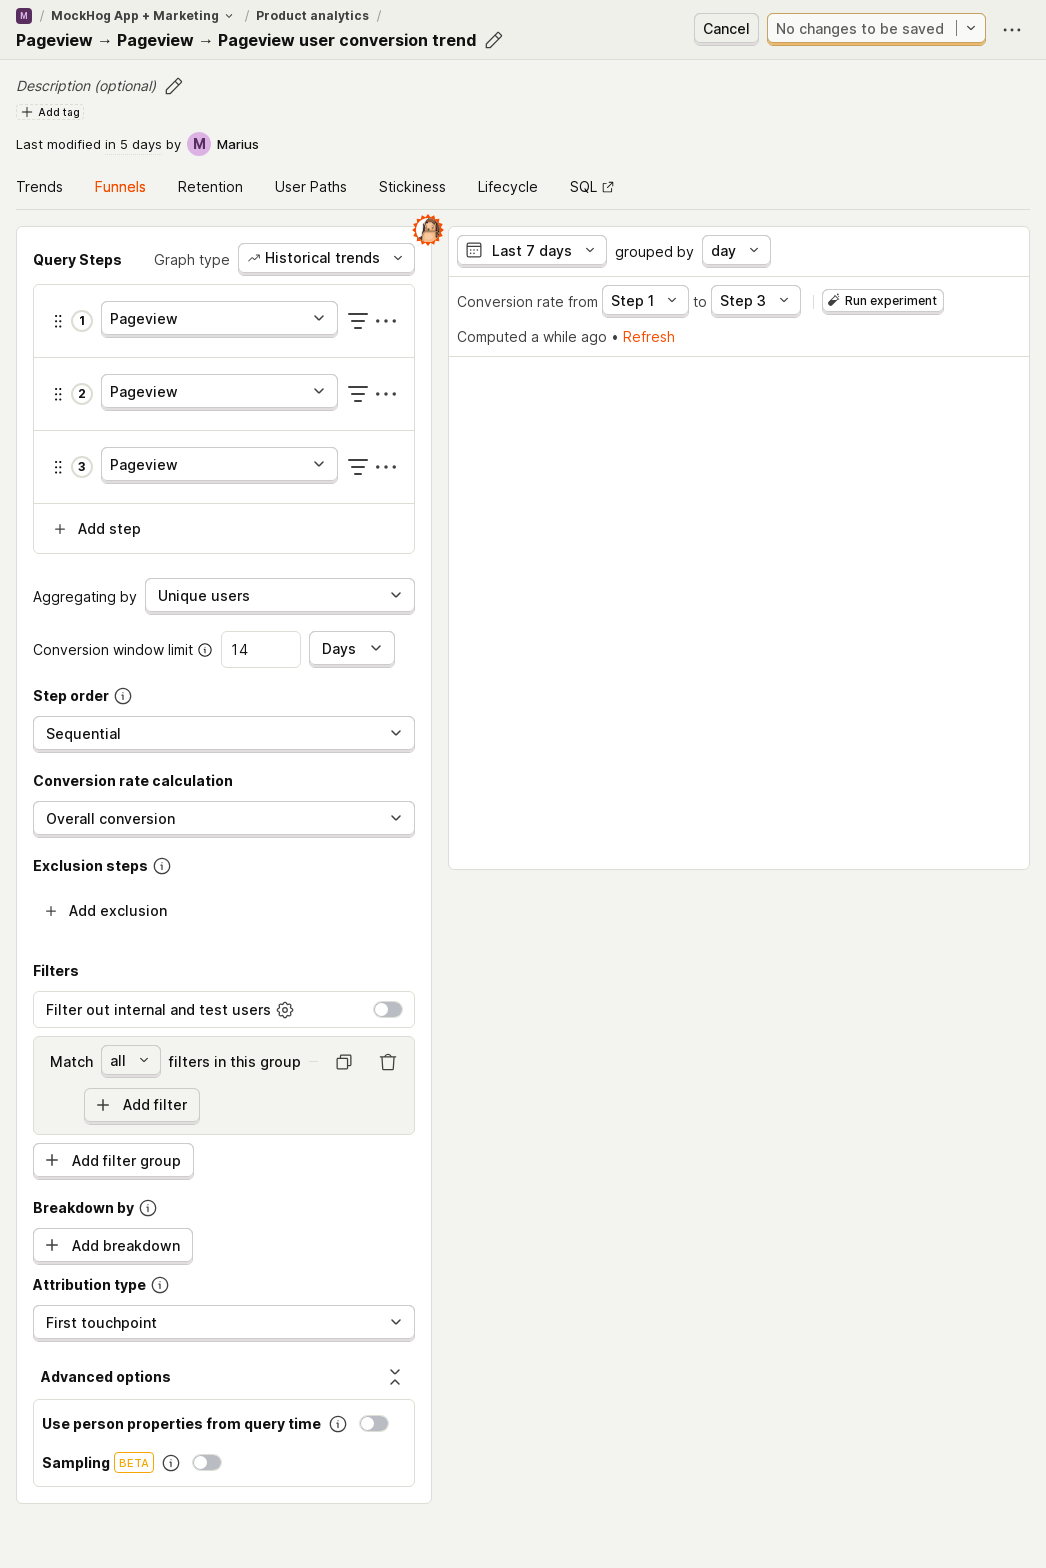 M / MockHog App + Marketing / Product analytics /
Pageview → Pageview → Pageview user conversion trend
Cancel
No changes to be saved
Description (optional)
Add tag
Last modified in 5 days by M Marius
Trends Funnels Retention User Paths Stickiness Lifecycle SQL
Query Steps Graph type Historical trends
1 Pageview
2 Pageview
3 Pageview
Add step
Aggregating by Unique users
Conversion window limit 14 Days
Step order
Sequential
Conversion rate calculation
Overall conversion
Exclusion steps
Add exclusion
Filters
Filter out internal and test users
Match all filters in this group
Add filter
Add filter group
Breakdown by
Add breakdown
Attribution type
First touchpoint
Advanced options
Use person properties from query time
Sampling BETA
Last 7 days grouped by day
Conversion rate from Step 1 to Step 3 Run experiment
Computed a while ago • Refresh